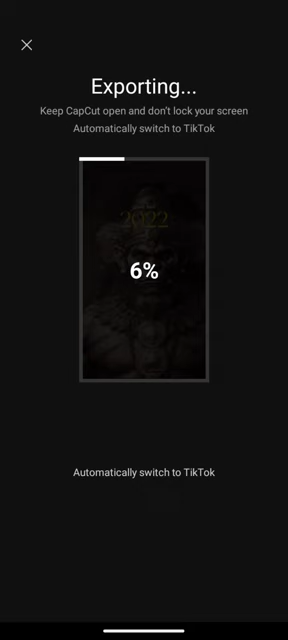 Exporting...
Keep CapCut open and don't lock your screen
Automatically switch to TikTok
2022
6%
Automatically switch to TikTok